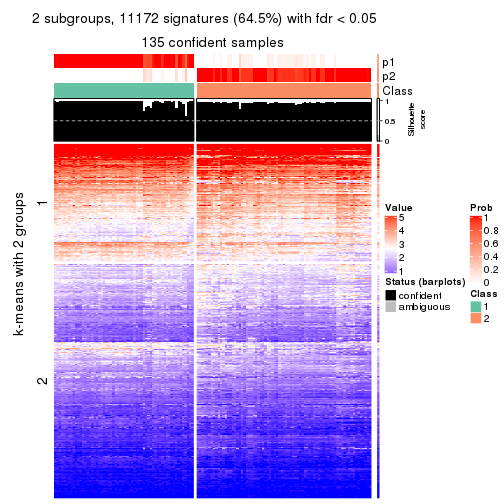 2 subgroups, 11172 signatures (64.5%) with fdr < 0.05
135 confident samples
p1
p2
Class
1
0.5
0
Silhouette
score
k-means with 2 groups
1
2
Value
5
4
3
2
1
Status (barplots)
confident
ambiguous
Prob
1
0.8
0.6
0.4
0.2
0
Class
1
2